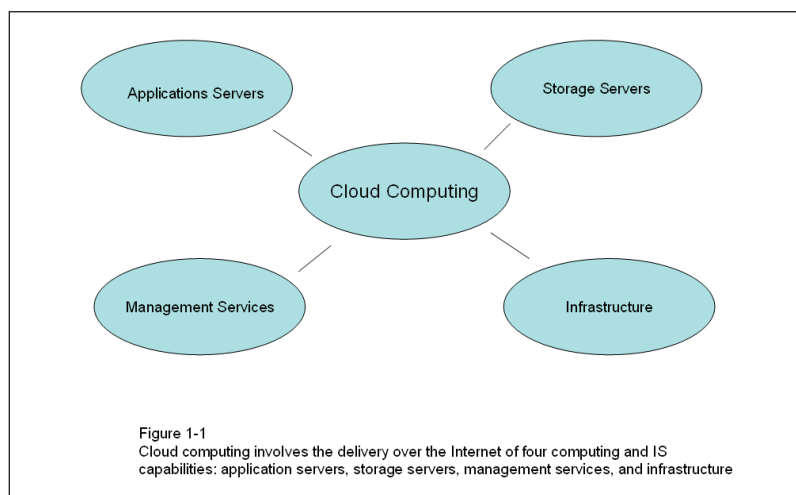 Applications Servers
Storage Servers
Cloud Computing
Management Services
Infrastructure
Figure 1-1
Cloud computing involves the delivery over the Internet of four computing and IS
capabilities: application servers, storage servers, management services, and infrastructure